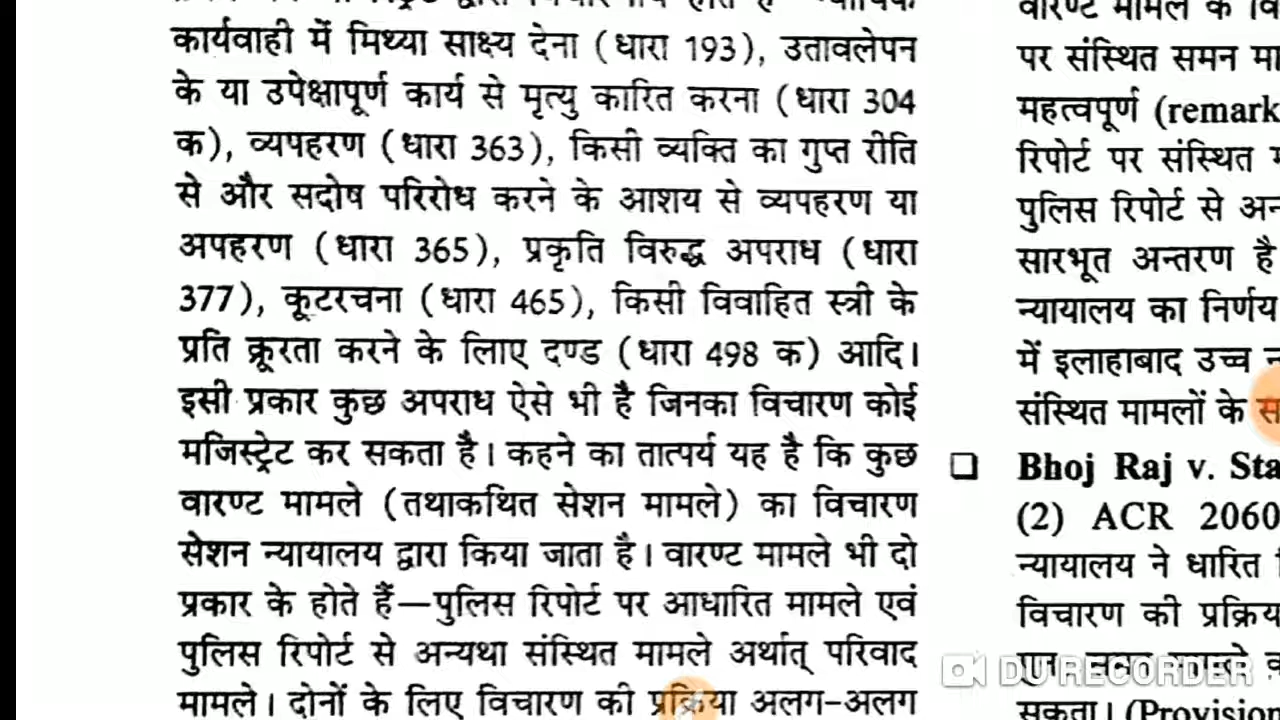 कार्यवाही में मिथ्या साक्ष्य देना (धारा 193), उतावलेपन
के या उपेक्षापूर्ण कार्य से मृत्यु कारित करना (धारा 304
क), व्यपहरण (धारा 363), किसी व्यक्ति का गुप्त रीति
से और सदोष परिरोध करने के आशय से व्यपहरण या
अपहरण (धारा 365), प्रकृति विरुद्ध अपराध (धारा
377), कूटरचना (धारा 465), किसी विवाहित स्त्री के
प्रति क्रूरता करने के लिाए दण्ड (धारा 498 क) आदि।
इसी प्रकार कुछ अपराध ऐसे भी है जिनका विचारण कोई
मजिस्ट्रेट कर सकता है। कहने का तात्पर्य यह है कि कुछ
वारण्ट मामले (तथाकथित सेशन मामले) का विचारण
सेशन न्यायालय द्वारा किया जाता है। वारण्ट मामले भी दो
प्रकार के होते हैं—पुलिस रिपोर्ट पर आधारित मामले एवं
पुलिस रिपोर्ट से अन्यथा संस्थित मामले अर्थात् परिवाद
मामले। दोनों के लिए विचारण की प्रक्रिया अलग-अलग
वारण्ट मामले के
पर संस्थित समन
महत्वपूर्ण (remark
रिपोर्ट पर संस्थित
पुलिस रिपोर्ट से
सारभूत अन्तरण है
न्यायालय का निर्णय
में इलाहाबाद उच्च
संस्थित मामलों के
❑ Bhoj Raj v. Sta
(2) ACR 2060
न्यायालय ने धारित
विचारण की
सकता। (Provision
DU RECORDER